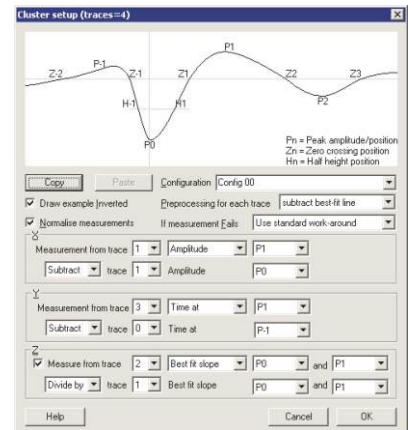 Cluster setup (traces=4)
P1
P-1
Z-2 Z-1 Z1 Z2 Z3
H-1 H1
P2
P0
Pn = Peak amplitude/position
Zn = Zero crossing position
Hn = Half height position
Copy Paste Configuration Config 00
Draw example Inverted Preprocessing for each trace subtract best-fit line
Normalise measurements If measurement Fails Use standard work-around
X
Measurement from trace 1 Amplitude P1
Subtract trace 1 Amplitude P0
Y
Measurement from trace 3 Time at P1
Subtract trace 0 Time at P-1
Z
Measure from trace 2 Best fit slope P0 and P1
Divide by trace 1 Best fit slope P0 and P1
Help Cancel OK